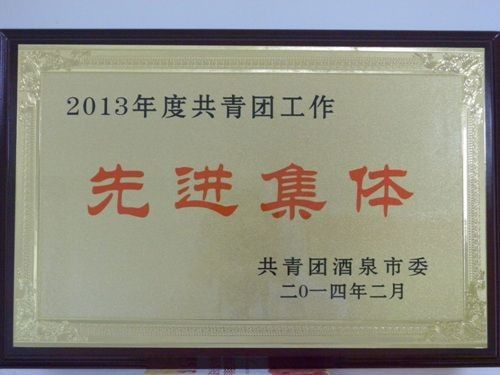 2013年度共青团工作
先进集体
共青团酒泉市委
二0一四年二月